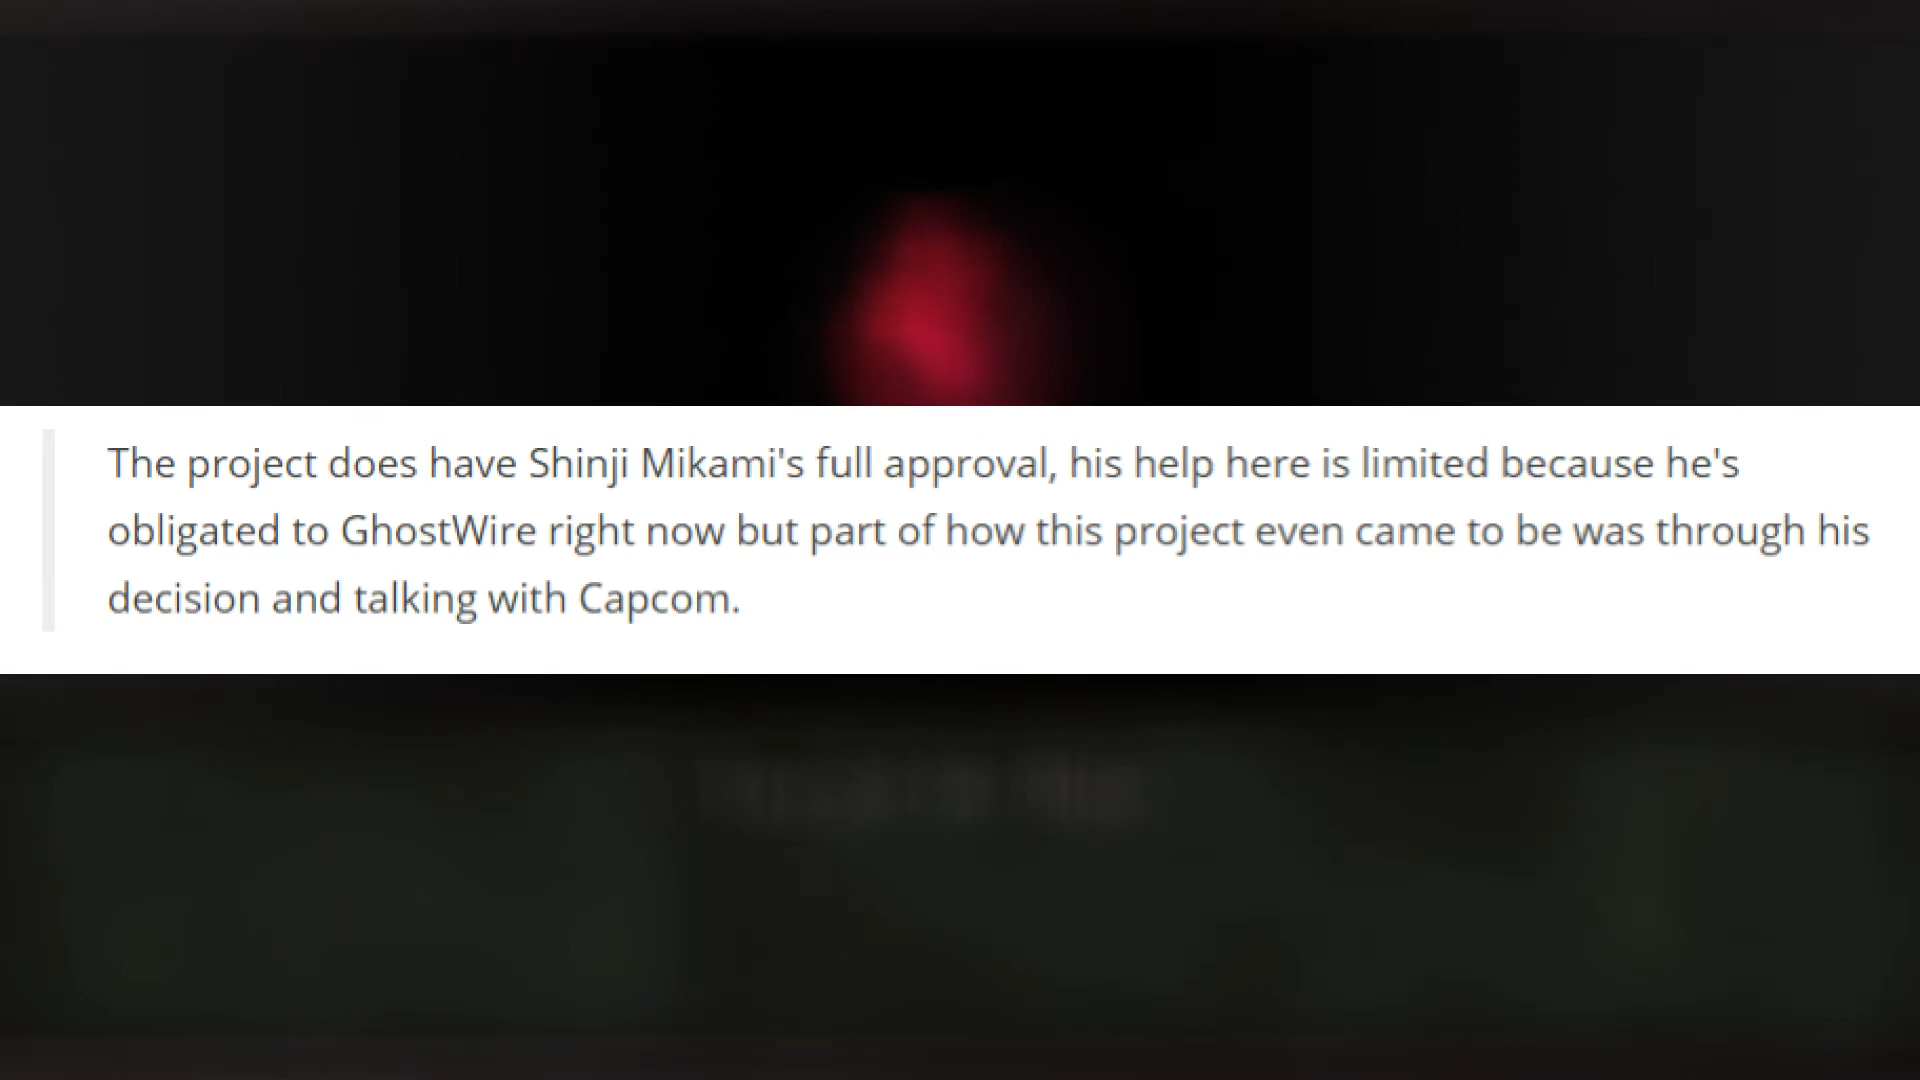 The project does have Shinji Mikami's full approval, his help here is limited because he's
obligated to GhostWire right now but part of how this project even came to be was through his
decision and talking with Capcom.